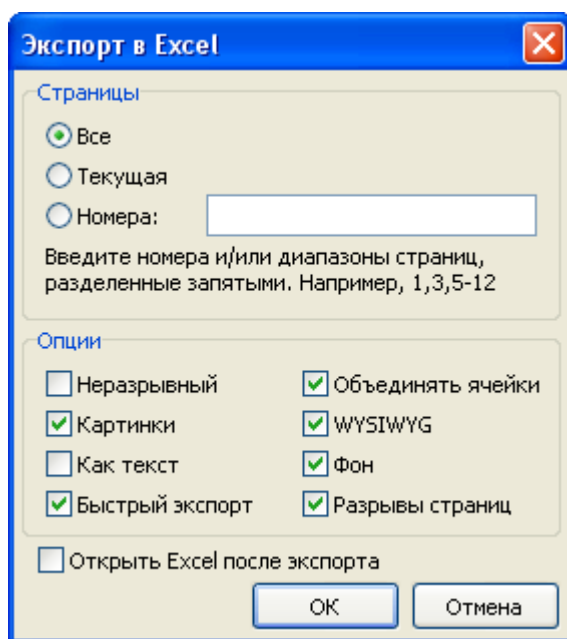 Экспорт в Excel
Страницы
Все
Текущая
Номера:
Введите номера и/или диапазоны страниц,
разделенные запятыми. Например, 1,3,5-12
Опции
Неразрывный
Объединять ячейки
Картинки
WYSIWYG
Как текст
Фон
Быстрый экспорт
Разрывы страниц
Открыть Excel после экспорта
ОК
Отмена